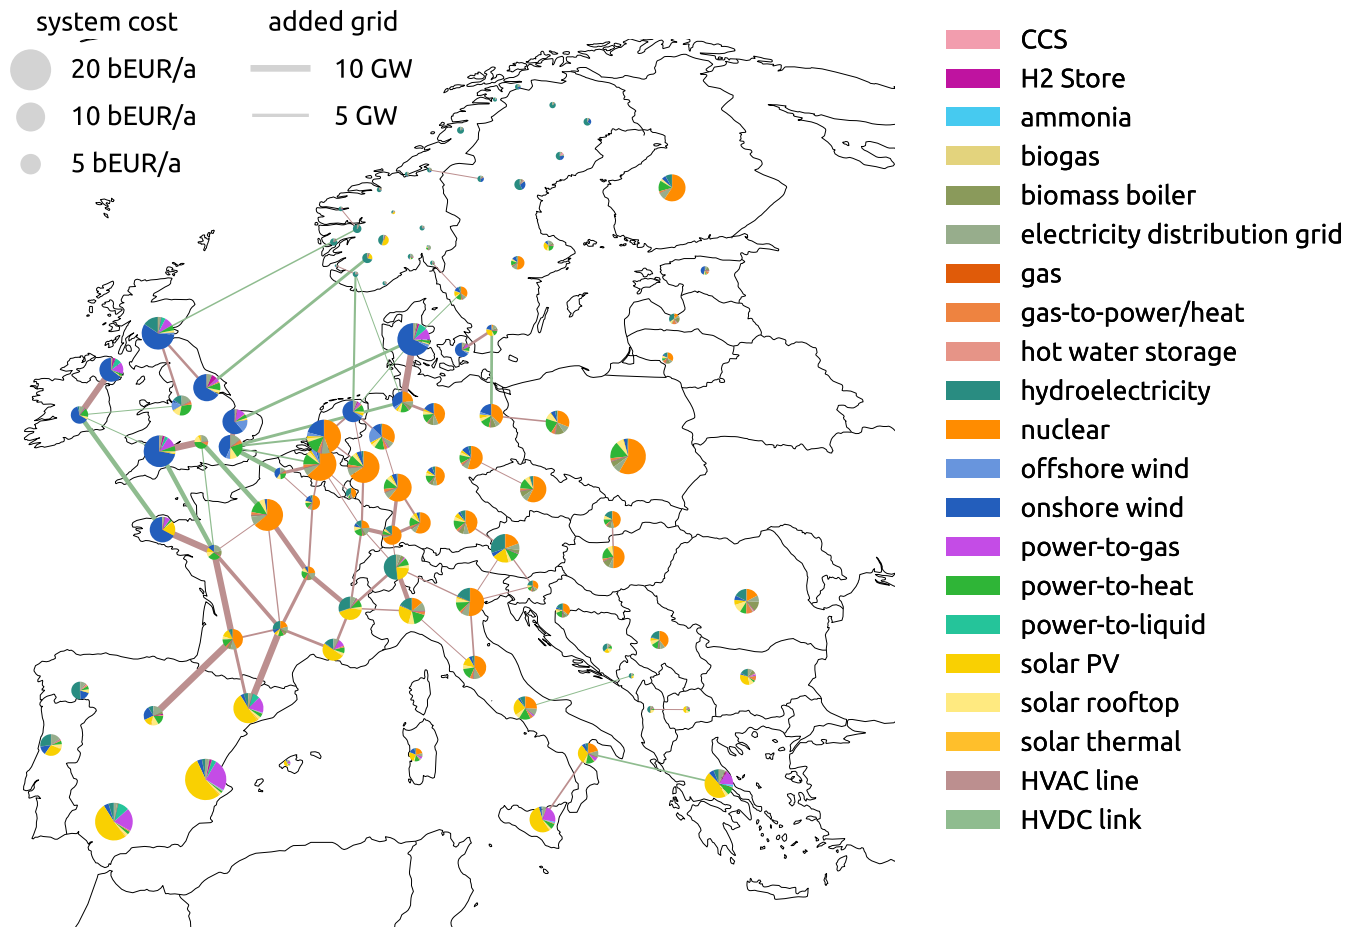 system cost
20 bEUR/a
10 bEUR/a
5 bEUR/a
added grid
10 GW
5 GW
CCS
H2 Store
ammonia
biogas
biomass boiler
electricity distribution grid
gas
gas-to-power/heat
hot water storage
hydroelectricity
nuclear
offshore wind
onshore wind
power-to-gas
power-to-heat
power-to-liquid
solar PV
solar rooftop
solar thermal
HVAC line
HVDC link